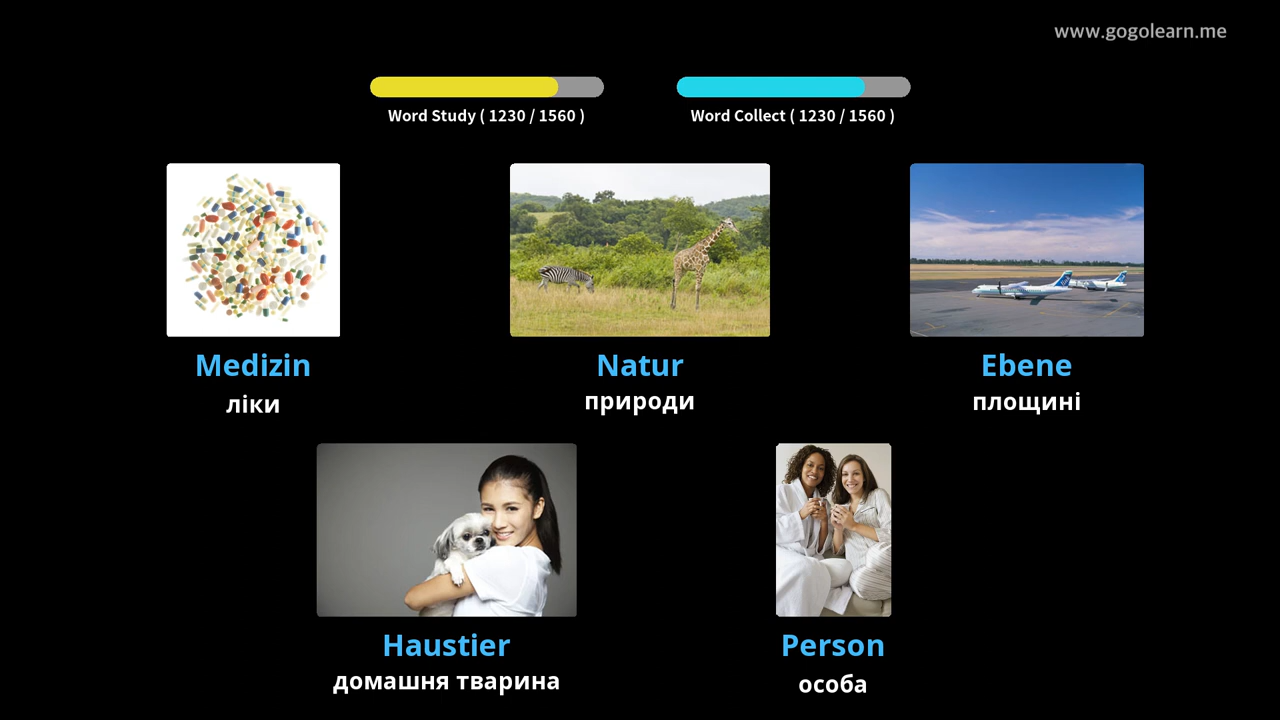 www.gogolearn.me
Word Study ( 1230 / 1560 )
Word Collect ( 1230 / 1560 )
Medizin
ліки
Natur
природи
Ebene
площині
Haustier
домашня тварина
Person
особа